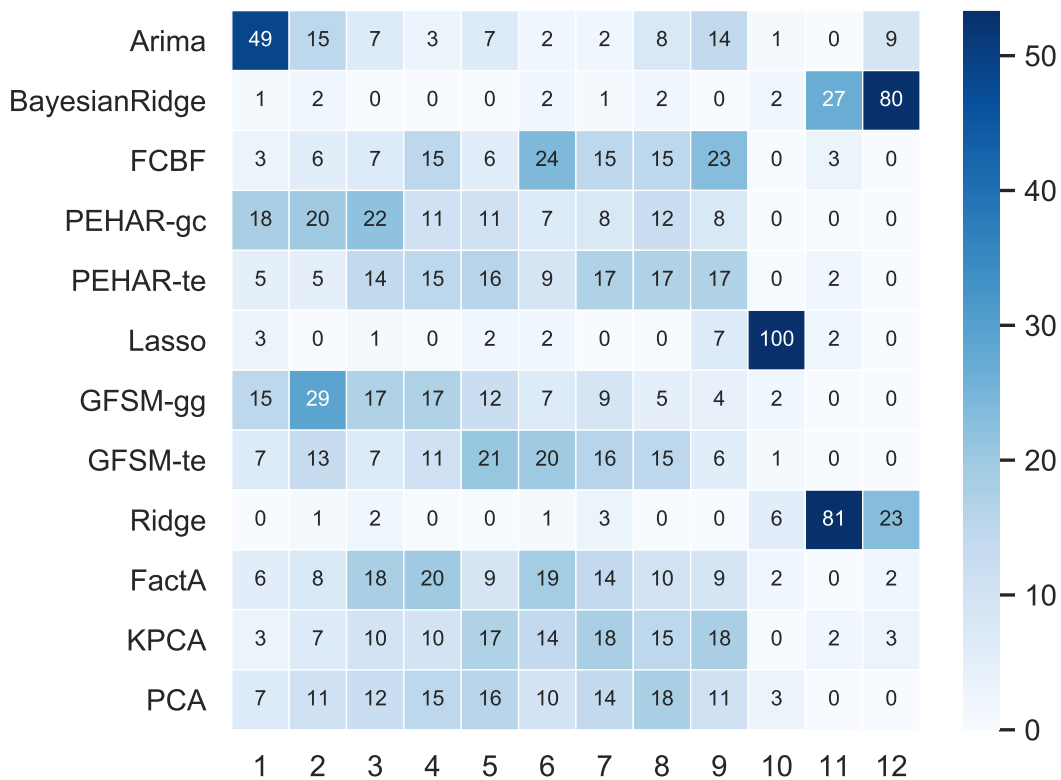 Arima 49 15 7 3 7 2 2 8 14 1 0 9
BayesianRidge 1 2 0 0 0 2 1 2 0 2 27 80
FCBF 3 6 7 15 6 24 15 15 23 0 3 0
PEHAR-gc 18 20 22 11 11 7 8 12 8 0 0 0
PEHAR-te 5 5 14 15 16 9 17 17 17 0 2 0
Lasso 3 0 1 0 2 2 0 0 7 100 2 0
GFSM-gg 15 29 17 17 12 7 9 5 4 2 0 0
GFSM-te 7 13 7 11 21 20 16 15 6 1 0 0
Ridge 0 1 2 0 0 1 3 0 0 6 81 23
FactA 6 8 18 20 9 19 14 10 9 2 0 2
KPCA 3 7 10 10 17 14 18 15 18 0 2 3
PCA 7 11 12 15 16 10 14 18 11 3 0 0
1 2 3 4 5 6 7 8 9 10 11 12
50
40
30
20
10
0